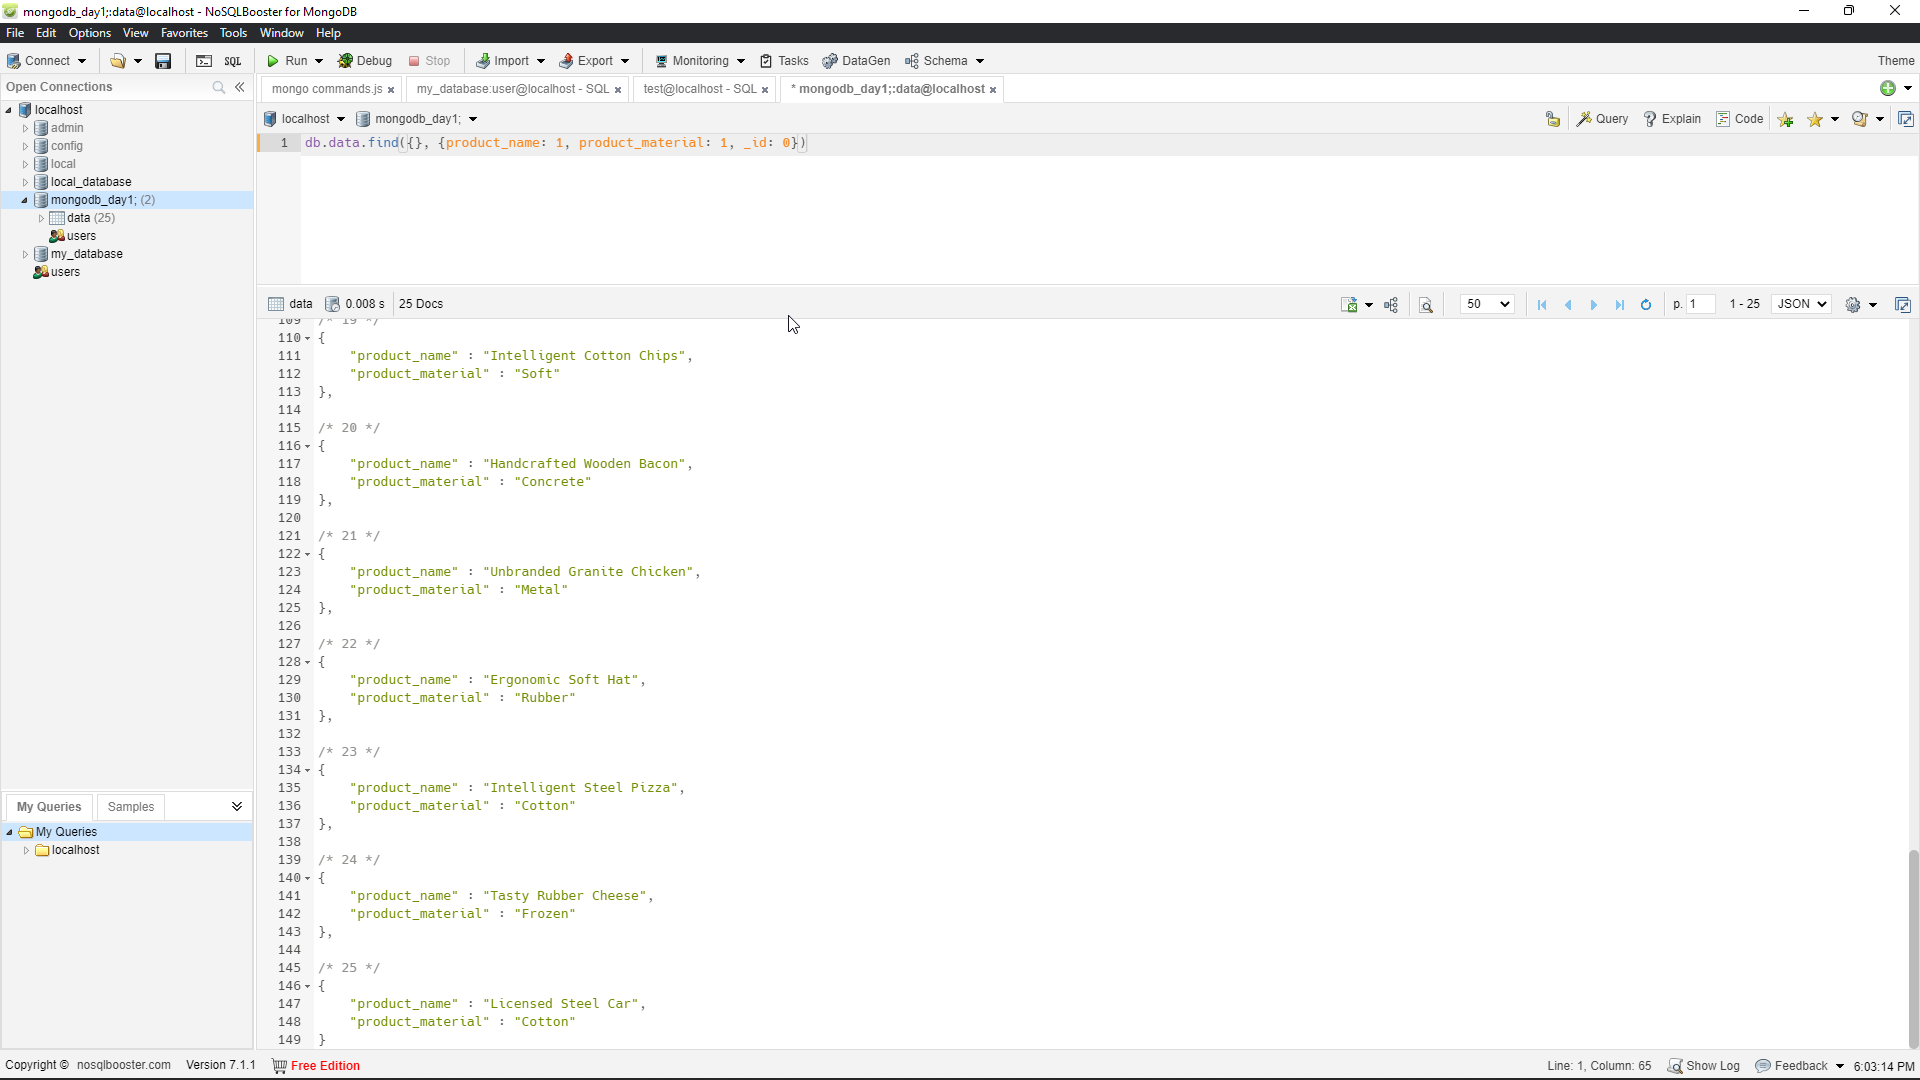 mongodb_day1;:data@localhost - NoSQLBooster for MongoDB
File Edit Options View Favorites Tools Window Help
Connect SQL Run Debug Stop Import Export Monitoring Tasks DataGen Schema Theme
Open Connections
mongo commands.js my_database:user@localhost - SQL test@localhost - SQL * mongodb_day1;:data@localhost
localhost
admin
config
local
local_database
mongodb_day1; (2)
data (25)
users
my_database
users
localhost mongodb_day1; Query Explain Code
1 db.data.find({}, {product_name: 1, product_material: 1, _id: 0})
data 0.008 s 25 Docs 50 p. 1 1 - 25 JSON
109 /* 19 */
110 {
111 "product_name" : "Intelligent Cotton Chips",
112 "product_material" : "Soft"
113 },
114
115 /* 20 */
116 {
117 "product_name" : "Handcrafted Wooden Bacon",
118 "product_material" : "Concrete"
119 },
120
121 /* 21 */
122 {
123 "product_name" : "Unbranded Granite Chicken",
124 "product_material" : "Metal"
125 },
126
127 /* 22 */
128 {
129 "product_name" : "Ergonomic Soft Hat",
130 "product_material" : "Rubber"
131 },
132
133 /* 23 */
134 {
135 "product_name" : "Intelligent Steel Pizza",
136 "product_material" : "Cotton"
137 },
138
139 /* 24 */
140 {
141 "product_name" : "Tasty Rubber Cheese",
142 "product_material" : "Frozen"
143 },
144
145 /* 25 */
146 {
147 "product_name" : "Licensed Steel Car",
148 "product_material" : "Cotton"
149 }
My Queries Samples
My Queries
localhost
Copyright © nosqlbooster.com Version 7.1.1 Free Edition Line: 1, Column: 65 Show Log Feedback 6:03:14 PM